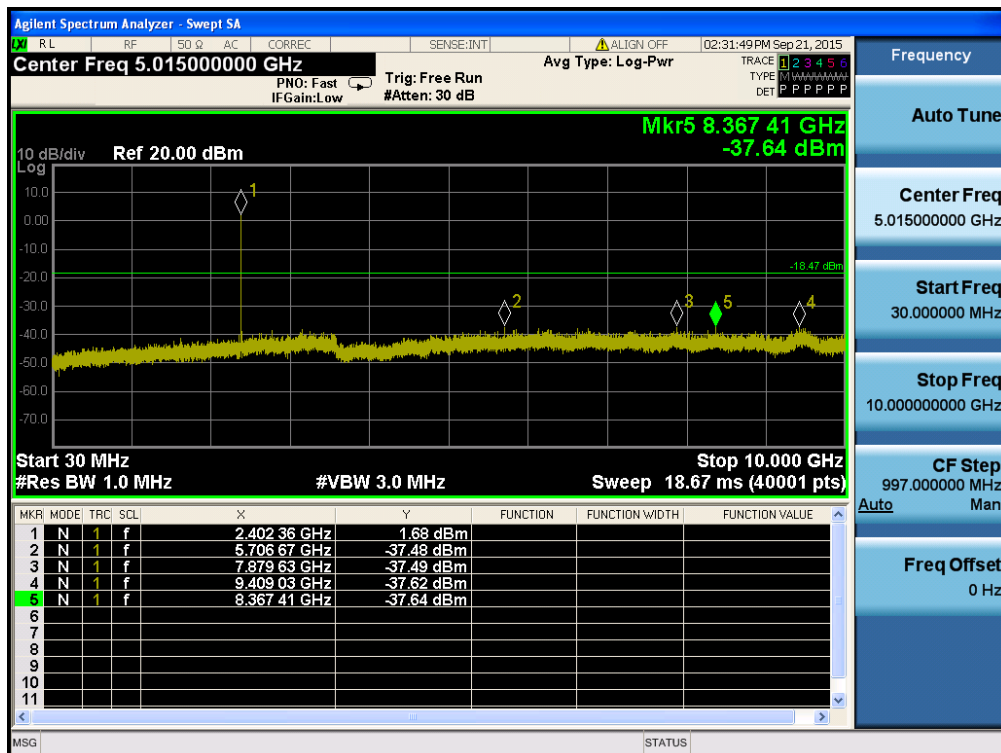 Agilent Spectrum Analyzer - Swept SA
LXI RL RF 50 Ω AC CORREC SENSE:INT ALIGN OFF 02:31:49 PM Sep 21, 2015
Center Freq 5.015000000 GHz
PNO: Fast
IFGain:Low
Trig: Free Run
#Atten: 30 dB
Avg Type: Log-Pwr
TRACE 1 2 3 4 5 6
TYPE M
DET P P P P P P
Mkr5 8.367 41 GHz
-37.64 dBm
10 dB/div Ref 20.00 dBm
Log
10.0
0.00
-10.0
-20.0
-30.0
-40.0
-50.0
-60.0
-70.0
1
2
3
5
4
-18.47 dBm
Start 30 MHz Stop 10.000 GHz
#Res BW 1.0 MHz #VBW 3.0 MHz Sweep 18.67 ms (40001 pts)
MKR MODE TRC SCL X Y FUNCTION FUNCTION WIDTH FUNCTION VALUE
1 N 1 f 2.402 36 GHz 1.68 dBm
2 N 1 f 5.706 67 GHz -37.48 dBm
3 N 1 f 7.879 63 GHz -37.49 dBm
4 N 1 f 9.409 03 GHz -37.62 dBm
5 N 1 f 8.367 41 GHz -37.64 dBm
6
7
8
9
10
11
MSG STATUS
Frequency
Auto Tune
Center Freq
5.015000000 GHz
Start Freq
30.000000 MHz
Stop Freq
10.000000000 GHz
CF Step
997.000000 MHz
Auto Man
Freq Offset
0 Hz